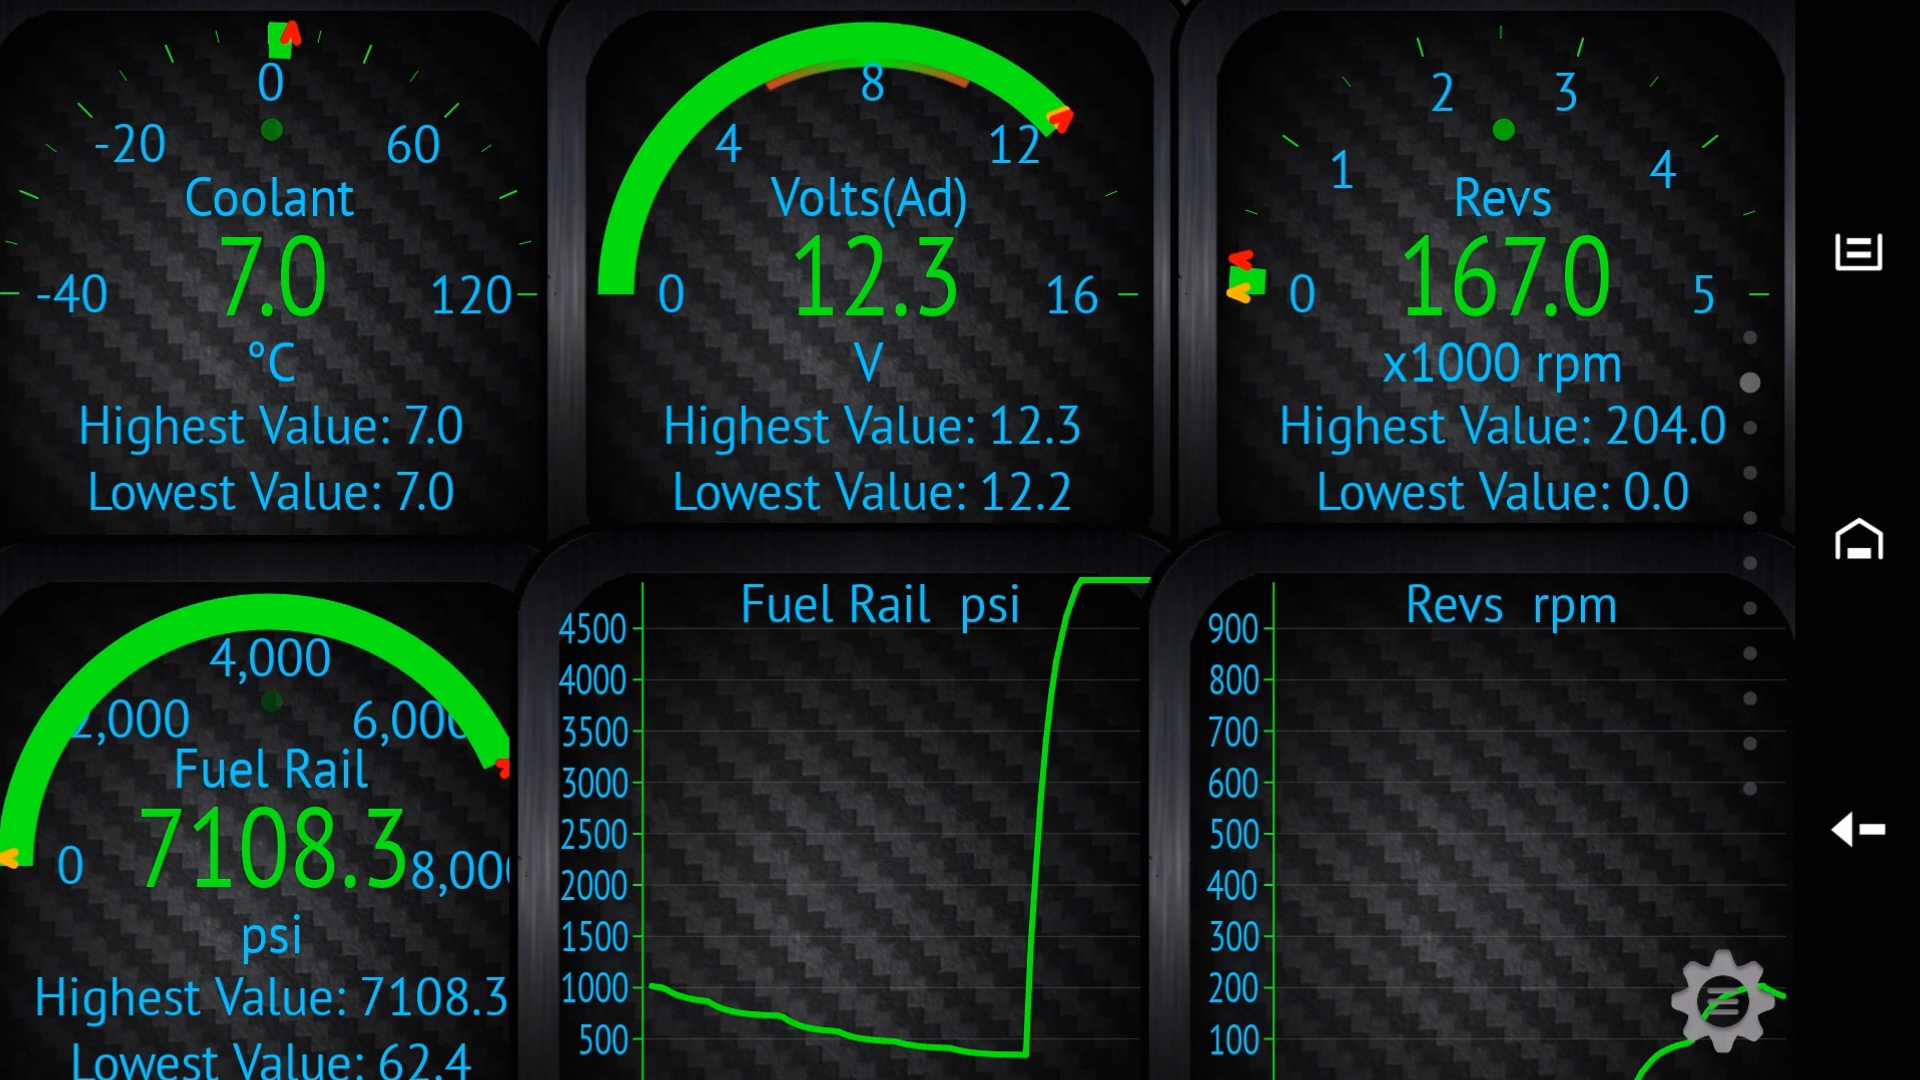 0
-20
60
Coolant
7.0
-40
120
°C
Highest Value: 7.0
Lowest Value: 7.0
8
4
12
Volts(Ad)
12.3
0
16
V
Highest Value: 12.3
Lowest Value: 12.2
2
3
1
4
Revs
167.0
0
5
x1000 rpm
Highest Value: 204.0
Lowest Value: 0.0
4,000
2,000
6,000
Fuel Rail
7108.3
0
8,000
psi
Highest Value: 7108.3
Lowest Value: 62.4
Fuel Rail psi
4500
4000
3500
3000
2500
2000
1500
1000
500
Revs rpm
900
800
700
600
500
400
300
200
100